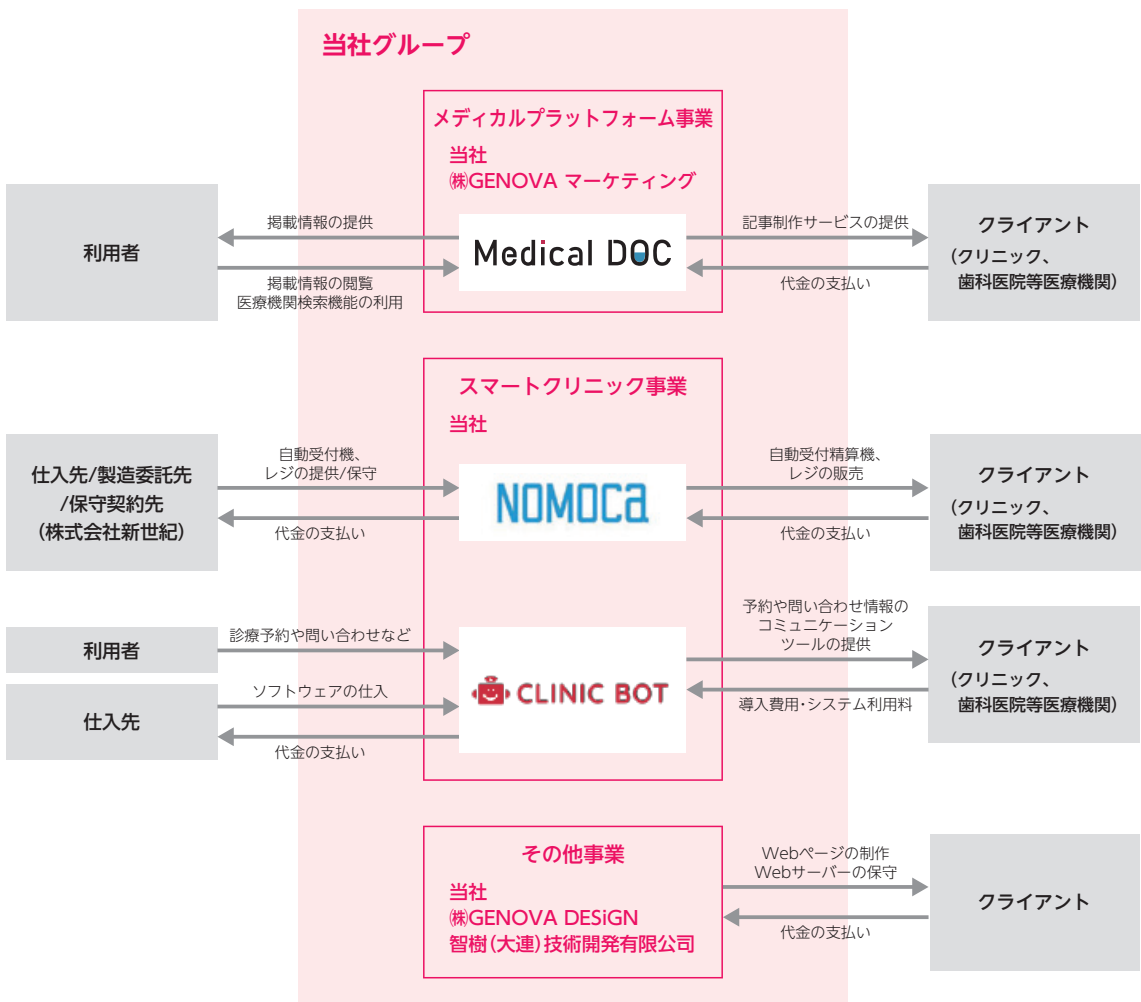 当社グループ
メディカルプラットフォーム事業
当社
㈱GENOVA マーケティング
利用者
掲載情報の提供
掲載情報の閲覧
医療機関検索機能の利用
Medical DOC
記事制作サービスの提供
代金の支払い
クライアント
(クリニック、
歯科医院等医療機関)
スマートクリニック事業
当社
仕入先/製造委託先
/保守契約先
(株式会社新世紀)
自動受付機、
レジの提供/保守
代金の支払い
NOMOCa
自動受付精算機、
レジの販売
代金の支払い
クライアント
(クリニック、
歯科医院等医療機関)
利用者
診療予約や問い合わせなど
仕入先
ソフトウェアの仕入
代金の支払い
CLINIC BOT
予約や問い合わせ情報の
コミュニケーション
ツールの提供
導入費用・システム利用料
クライアント
(クリニック、
歯科医院等医療機関)
その他事業
当社
㈱GENOVA DESiGN
智樹(大連)技術開発有限公司
Webページの制作
Webサーバーの保守
代金の支払い
クライアント